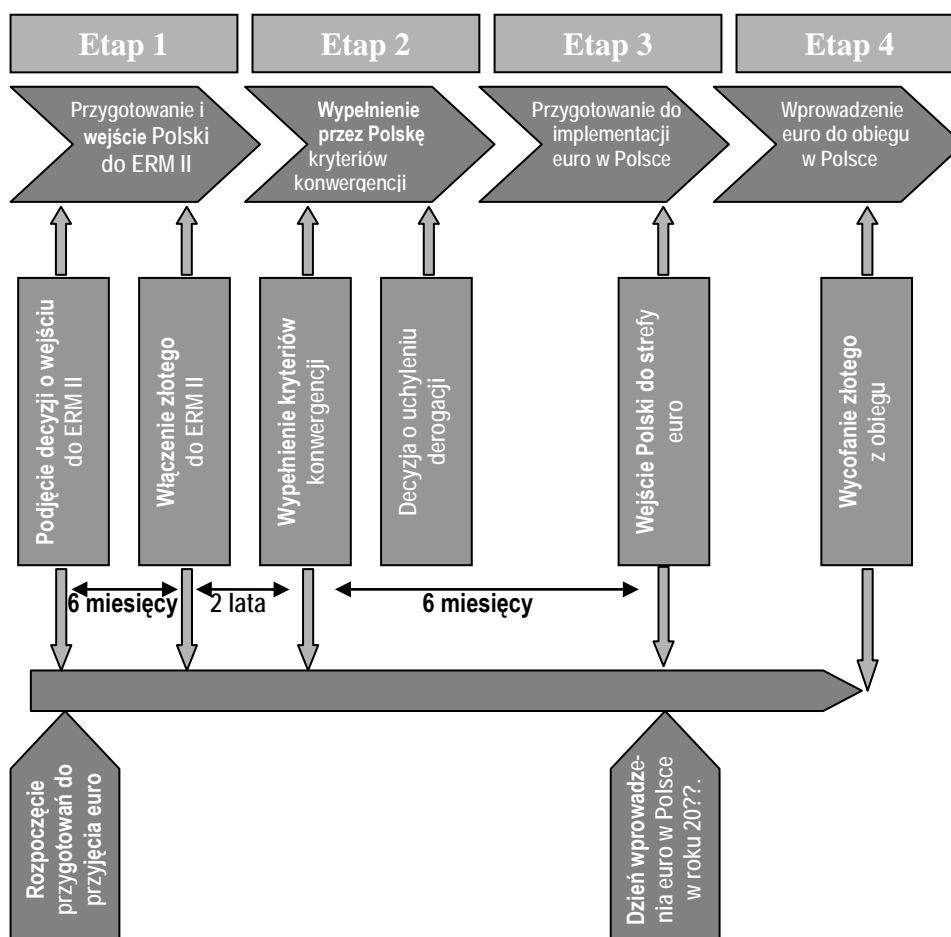 Etap 1
Etap 2
Etap 3
Etap 4
Przygotowanie i
wejście Polski
do ERM II
Wypełnienie
przez Polskę
kryteriów
konwergencji
Przygotowanie do
implementacji
euro w Polsce
Wprowadzenie
euro do obiegu
w Polsce
Podjęcie decyzji o wejściu
do ERM II
Włączenie złotego
do ERM II
Wypełnienie kryteriów
konwergencji
Decyzja o uchyleniu
derogacji
Wejście Polski do strefy
euro
Wycofanie złotego
z obiegu
6 miesięcy
2 lata
6 miesięcy
Rozpoczęcie
przygotowań do
przyjęcia euro
Dzień wprowadze-
nia euro w Polsce
w roku 20??.